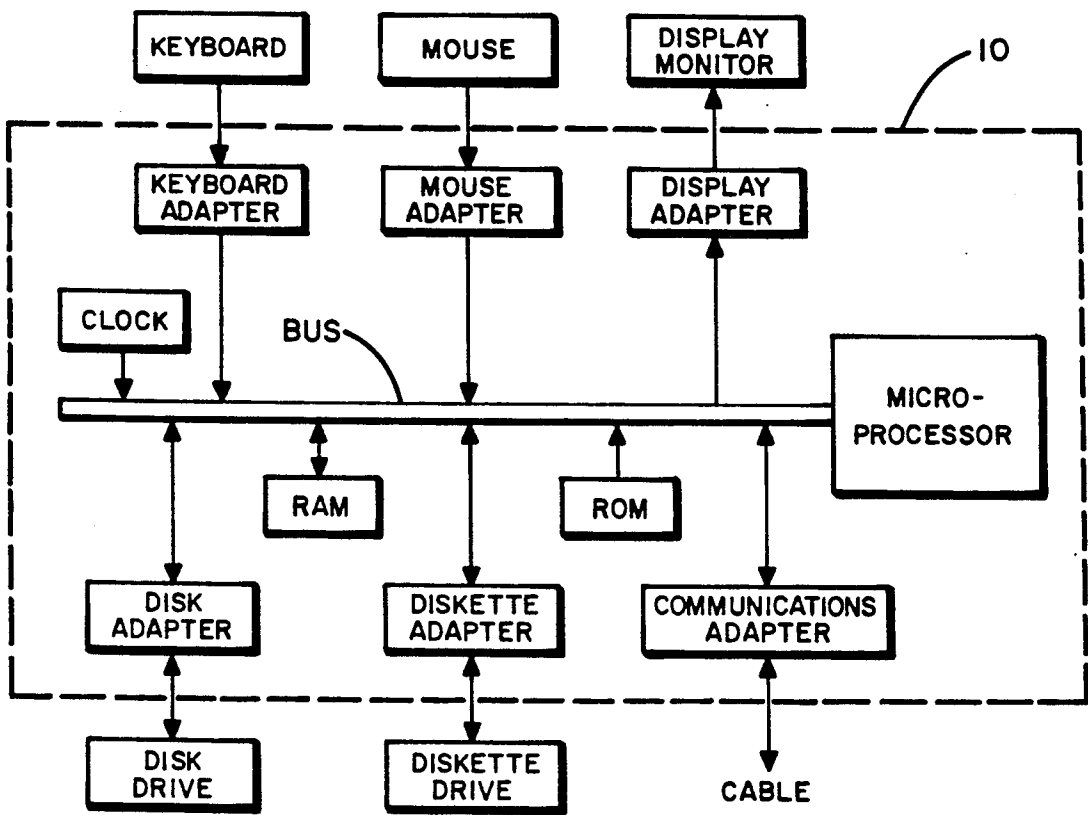 KEYBOARD
MOUSE
DISPLAY
MONITOR
10
KEYBOARD
ADAPTER
MOUSE
ADAPTER
DISPLAY
ADAPTER
CLOCK
BUS
MICRO-
PROCESSOR
RAM
ROM
DISK
ADAPTER
DISKETTE
ADAPTER
COMMUNICATIONS
ADAPTER
DISK
DRIVE
DISKETTE
DRIVE
CABLE